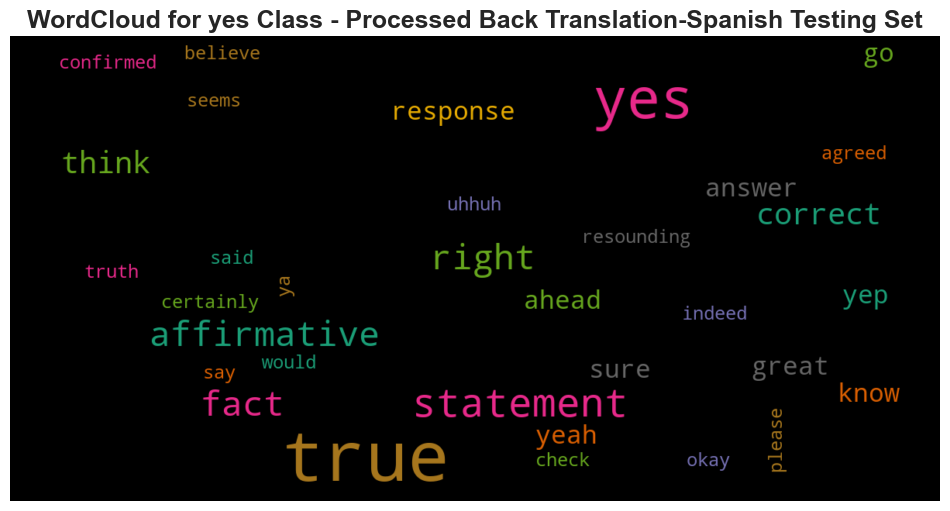 WordCloud for yes Class - Processed Back Translation-Spanish Testing Set
confirmed
believe
go
seems
response
yes
think
agreed
answer
uhhuh
correct
resounding
right
said
truth
ya
certainly
ahead
indeed
yep
affirmative
would
say
sure
great
fact
statement
know
true
yeah
please
check
okay